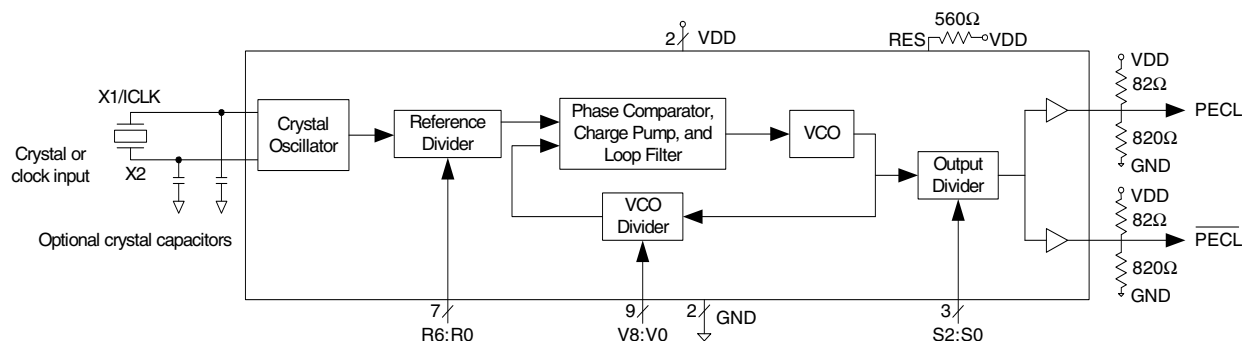 560Ω
2 VDD
RES
VDD
X1/ICLK
X2
Crystal or
clock input
Optional crystal capacitors
Crystal
Oscillator
Reference
Divider
Phase Comparator,
Charge Pump, and
Loop Filter
VCO
VCO
Divider
Output
Divider
VDD
82Ω
PECL
820Ω
GND
VDD
82Ω
PECL
820Ω
GND
7
R6:R0
9
V8:V0
2
GND
3
S2:S0